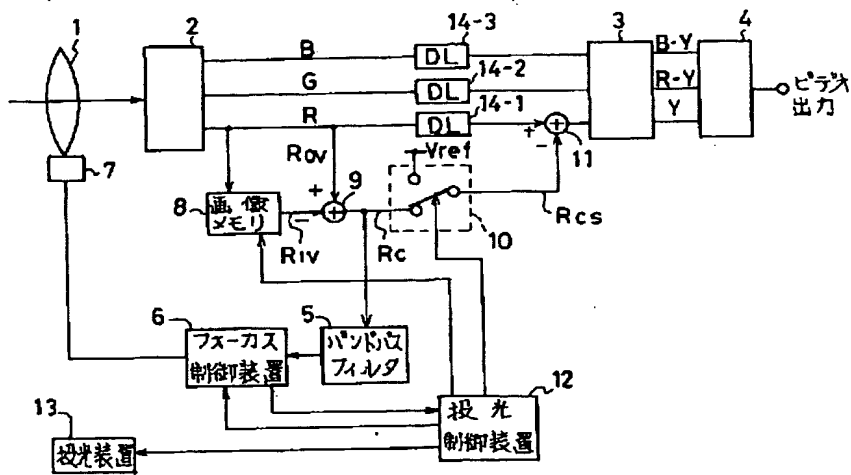 1
2
B
14-3
DL
3
B-Y
4
G
14-2
DL
R-Y
R
14-1
DL
Y
ビデオ
出力
7
Rov
Vref
11
+
-
8
画像
メモリ
+
9
-
RIV
Rc
10
Rcs
6
フォーカス
制御装置
5
バンドパス
フィルタ
12
投光
制御装置
13
投光装置